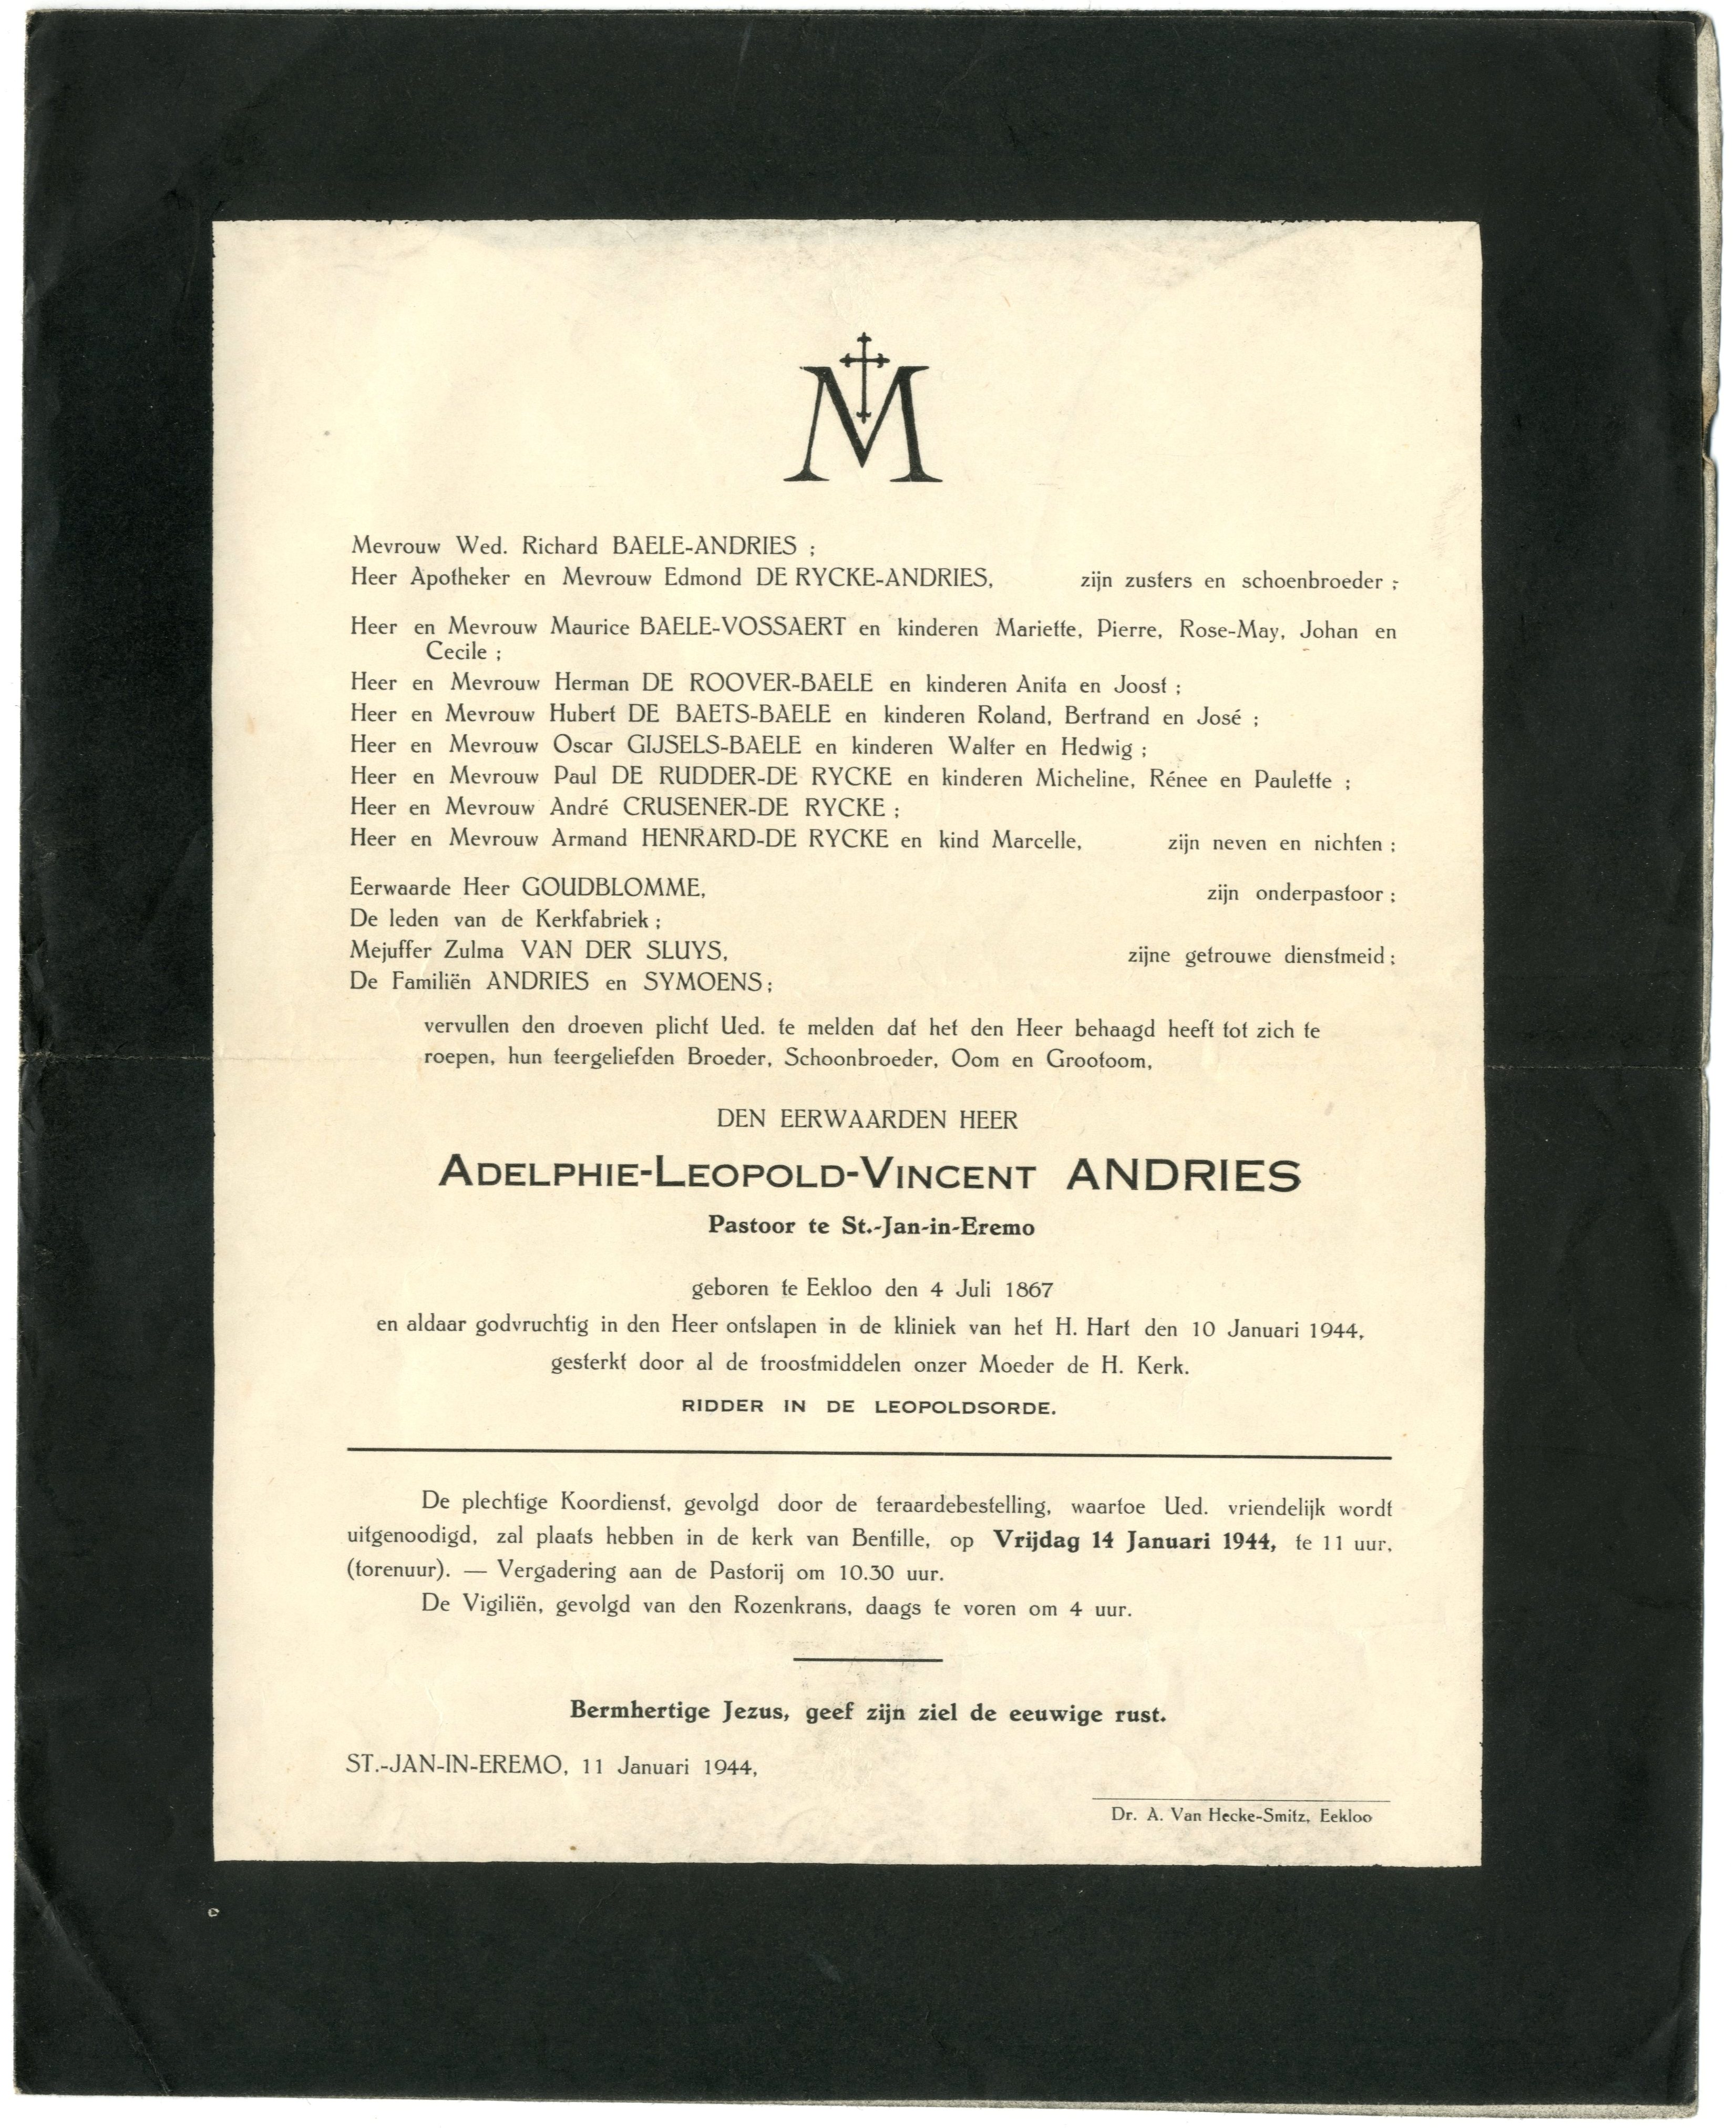 M
Mevrouw Wed. Richard BAELE-ANDRIES ;
Heer Apotheker en Mevrouw Edmond DE RYCKE-ANDRIES, zijn zusters en schoenbroeder ;
Heer en Mevrouw Maurice BAELE-VOSSAERT en kinderen Mariette, Pierre, Rose-May, Johan en
Cecile ;
Heer en Mevrouw Herman DE ROOVER-BAELE en kinderen Anita en Joost ;
Heer en Mevrouw Hubert DE BAETS-BAELE en kinderen Roland, Bertrand en José ;
Heer en Mevrouw Oscar GIJSELS-BAELE en kinderen Walter en Hedwig ;
Heer en Mevrouw Paul DE RUDDER-DE RYCKE en kinderen Micheline, Rénee en Paulette ;
Heer en Mevrouw André CRUSENER-DE RYCKE ;
Heer en Mevrouw Armand HENRARD-DE RYCKE en kind Marcelle, zijn neven en nichten ;
Eerwaarde Heer GOUDBLOMME, zijn onderpastoor ;
De leden van de Kerkfabriek ;
Mejuffer Zulma VAN DER SLUYS, zijne getrouwe dienstmeid ;
De Familiën ANDRIES en SYMOENS ;
vervullen den droeven plicht Ued. te melden dat het den Heer behaagd heeft tot zich te
roepen, hun teergeliefden Broeder, Schoonbroeder, Oom en Grootoom,
DEN EERWAARDEN HEER
ADELPHIE-LEOPOLD-VINCENT ANDRIES
Pastoor te St.-Jan-in-Eremo
geboren te Eekloo den 4 Juli 1867
en aldaar godvruchtig in den Heer ontslapen in de kliniek van het H. Hart den 10 Januari 1944,
gesterkt door al de troostmiddelen onzer Moeder de H. Kerk.
RIDDER IN DE LEOPOLDSORDE.
De plechtige Koordienst, gevolgd door de teraardebestelling, waartoe Ued. vriendelijk wordt
uitgenoodigd, zal plaats hebben in de kerk van Bentille, op Vrijdag 14 Januari 1944, te 11 uur,
(torenuur). — Vergadering aan de Pastorij om 10.30 uur.
De Vigiliën, gevolgd van den Rozenkrans, daags te voren om 4 uur.
Bermhertige Jezus, geef zijn ziel de eeuwige rust.
ST.-JAN-IN-EREMO, 11 Januari 1944,
Dr. A. Van Hecke-Smitz, Eekloo